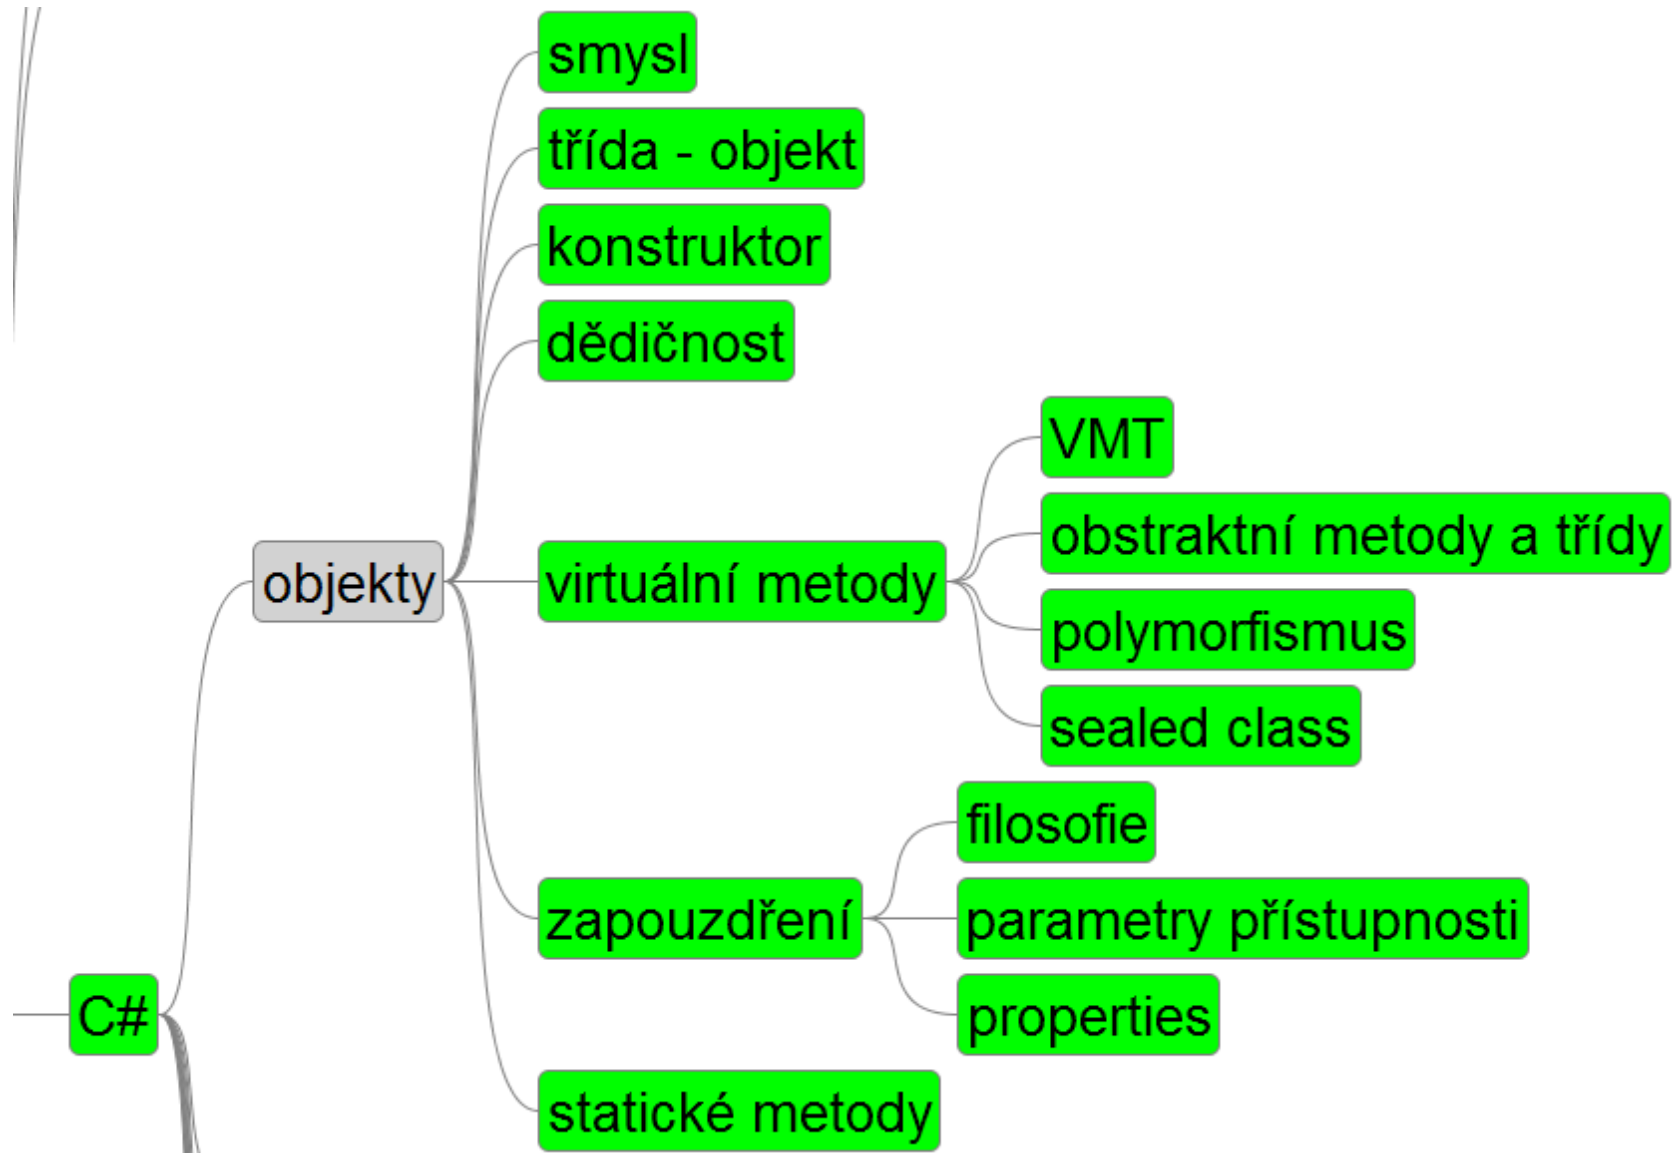 smysl
třída - objekt
konstruktor
dědičnost
VMT
obstraktní metody a třídy
objekty
virtuální metody
polymorfismus
sealed class
filosofie
zapouzdření
parametry přístupnosti
C#
properties
statické metody